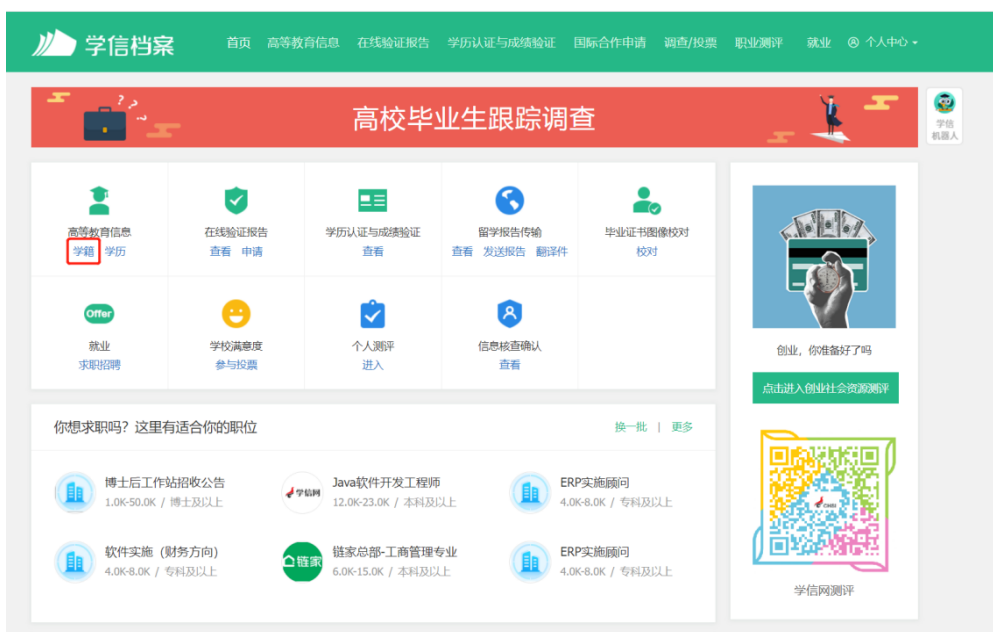 学信档案
首页 高等教育信息 在线验证报告 学历认证与成绩验证 国际合作申请 调查/投票 职业测评 就业 个人中心
高校毕业生跟踪调查
学信
机器人
高等教育信息 在线验证报告 学历认证与成绩验证 留学报告传输 毕业证书图像校对
学籍 学历 查看 申请 查看 查看 发送报告 翻译件 校对
Offer
就业 学校满意度 个人测评 信息核查确认
求职招聘 参与投票 进入 查看
创业，你准备好了吗
点击进入创业社会资源测评
你想求职吗？这里有适合你的职位 换一批 | 更多
博士后工作站招收公告 Java软件开发工程师 ERP实施顾问
1.0K-50.0K / 博士及以上 学信网 12.0K-23.0K / 本科及以上 4.0K-8.0K / 专科及以上
软件实施（财务方向） 链家总部-工商管理专业 ERP实施顾问
4.0K-8.0K / 专科及以上 链家 6.0K-15.0K / 本科及以上 4.0K-8.0K / 专科及以上
学信网测评